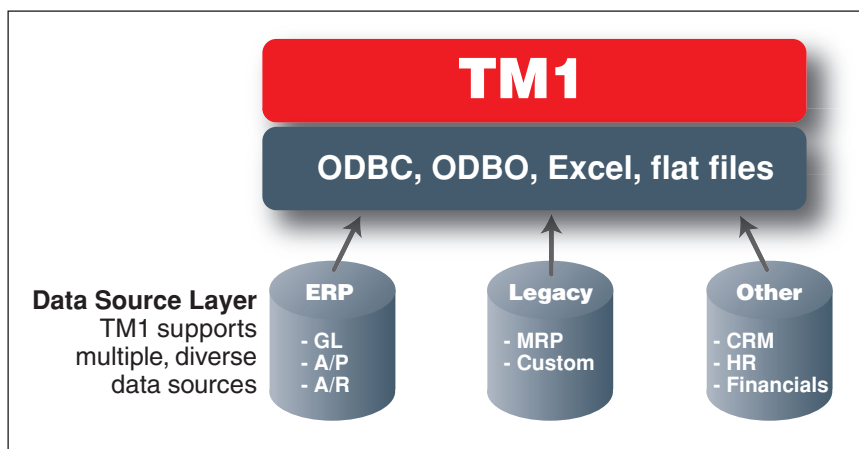 TM1
ODBC, ODBO, Excel, flat files
Data Source Layer
TM1 supports
multiple, diverse
data sources
ERP
- GL
- A/P
- A/R
Legacy
- MRP
- Custom
Other
- CRM
- HR
- Financials